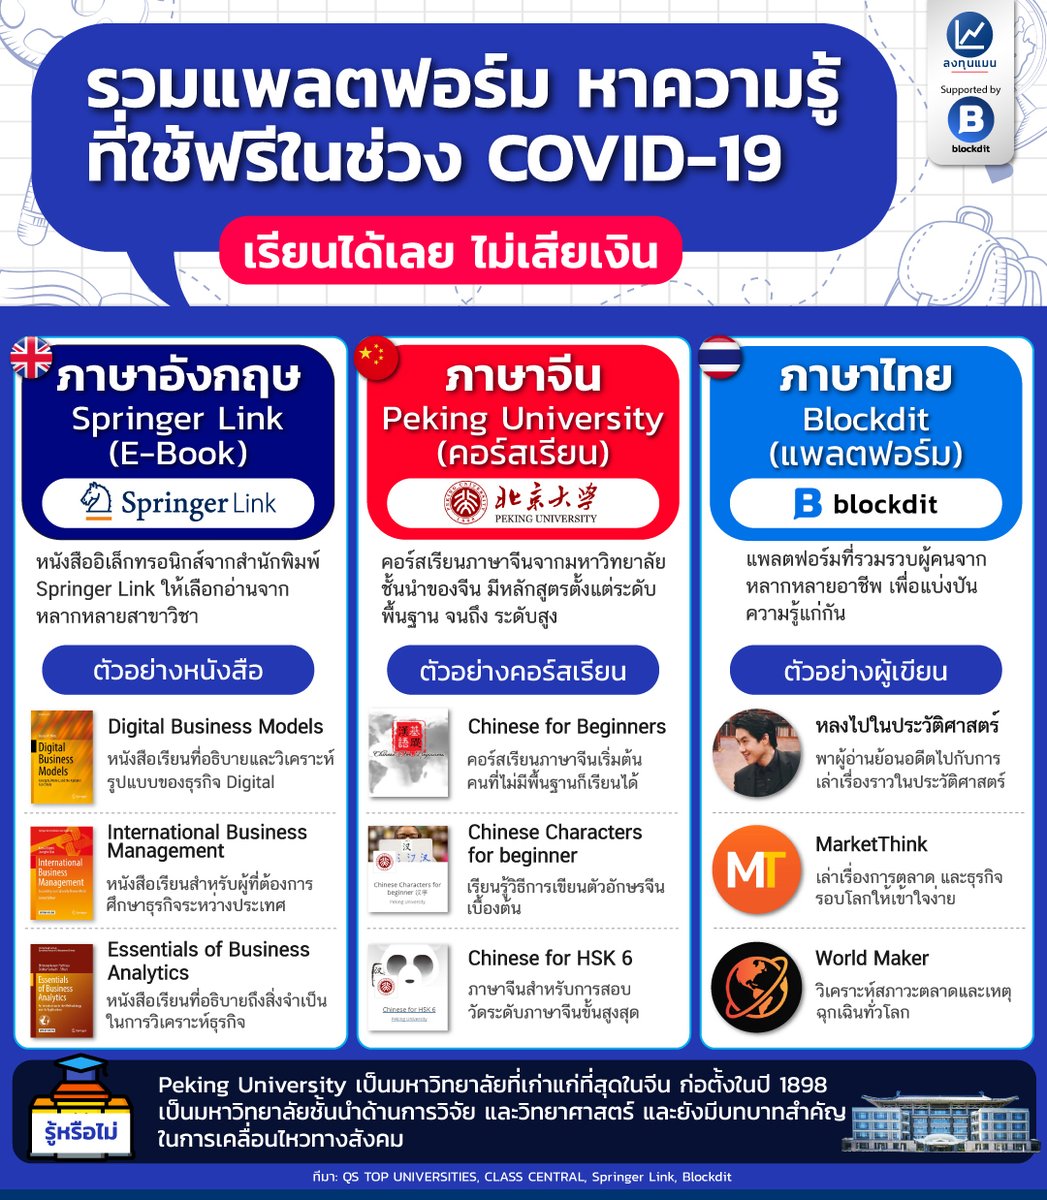 รวมแพลตฟอร์ม หาความรู้
ที่ใช้ฟรีในช่วง COVID-19
เรียนได้เลย ไม่เสียเงิน
ลงทุนแมน
Supported by
B
blockdit
ภาษาอังกฤษ
Springer Link
(E-Book)
Springer Link
หนังสืออิเล็กทรอนิกส์จากสำนักพิมพ์
Springer Link ให้เลือกอ่านจาก
หลากหลายสาขาวิชา
ตัวอย่างหนังสือ
Digital
Business
Models
Digital Business Models
หนังสือเรียนที่อธิบายและวิเคราะห์
รูปแบบของธุรกิจ Digital
International
Business
Management
International Business
Management
หนังสือเรียนสำหรับผู้ที่ต้องการ
ศึกษาธุรกิจระหว่างประเทศ
Essentials
of Business
Analytics
Essentials of Business
Analytics
หนังสือเรียนที่อธิบายถึงสิ่งจำเป็น
ในการวิเคราะห์ธุรกิจ
ภาษาจีน
Peking University
(คอร์สเรียน)
北京大学
PEKING UNIVERSITY
คอร์สเรียนภาษาจีนจากมหาวิทยาลัย
ชั้นนำของจีน มีหลักสูตรตั้งแต่ระดับ
พื้นฐาน จนถึง ระดับสูง
ตัวอย่างคอร์สเรียน
Chinese for Beginners
คอร์สเรียนภาษาจีนเริ่มต้น
คนที่ไม่มีพื้นฐานก็เรียนได้
Chinese Characters for
beginner 汉字
Peking University
Chinese Characters
for beginner
เรียนรู้วิธีการเขียนตัวอักษรจีน
เบื้องต้น
Chinese for HSK 6
Peking University
Chinese for HSK 6
ภาษาจีนสำหรับการสอบ
วัดระดับภาษาจีนขั้นสูงสุด
ภาษาไทย
Blockdit
(แพลตฟอร์ม)
B blockdit
แพลตฟอร์มที่รวมรวบผู้คนจาก
หลากหลายอาชีพ เพื่อแบ่งปัน
ความรู้แก่กัน
ตัวอย่างผู้เขียน
หลงไปในประวัติศาสตร์
พาผู้อ่านย้อนอดีตไปกับการ
เล่าเรื่องราวในประวัติศาสตร์
MT
MarketThink
เล่าเรื่องการตลาด และธุรกิจ
รอบโลกให้เข้าใจง่าย
World Maker
วิเคราะห์สภาวะตลาดและเหตุ
ฉุกเฉินทั่วโลก
รู้หรือไม่
Peking University เป็นมหาวิทยาลัยที่เก่าแก่ที่สุดในจีน ก่อตั้งในปี 1898
เป็นมหาวิทยาลัยชั้นนำด้านการวิจัย และวิทยาศาสตร์ และยังมีบทบาทสำคัญ
ในการเคลื่อนไหวทางสังคม
ที่มา: QS TOP UNIVERSITIES, CLASS CENTRAL, Springer Link, Blockdit